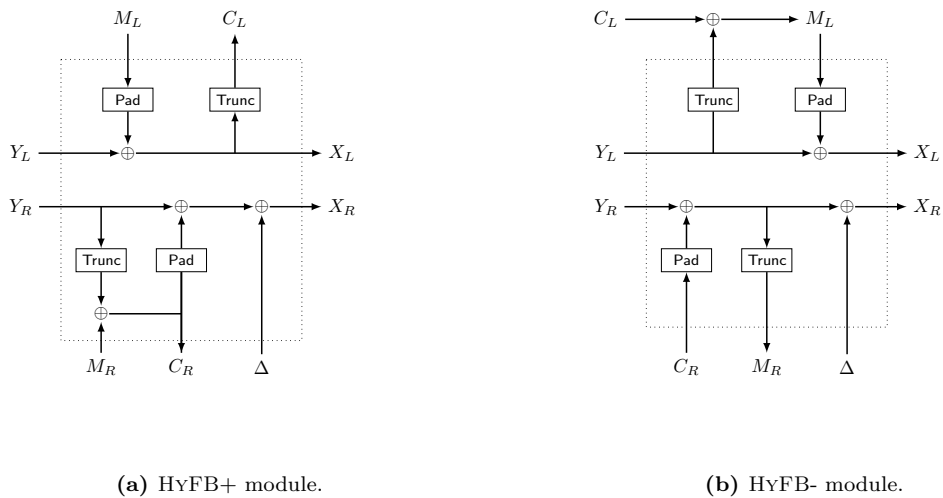 M_L C_L
Pad Trunc
Y_L ⊕ X_L
Y_R ⊕ ⊕ X_R
Trunc Pad
⊕
M_R C_R Δ
(a) HYFB+ module.
C_L ⊕ M_L
Trunc Pad
Y_L ⊕ X_L
Y_R ⊕ ⊕ X_R
Pad Trunc
C_R M_R Δ
(b) HYFB- module.